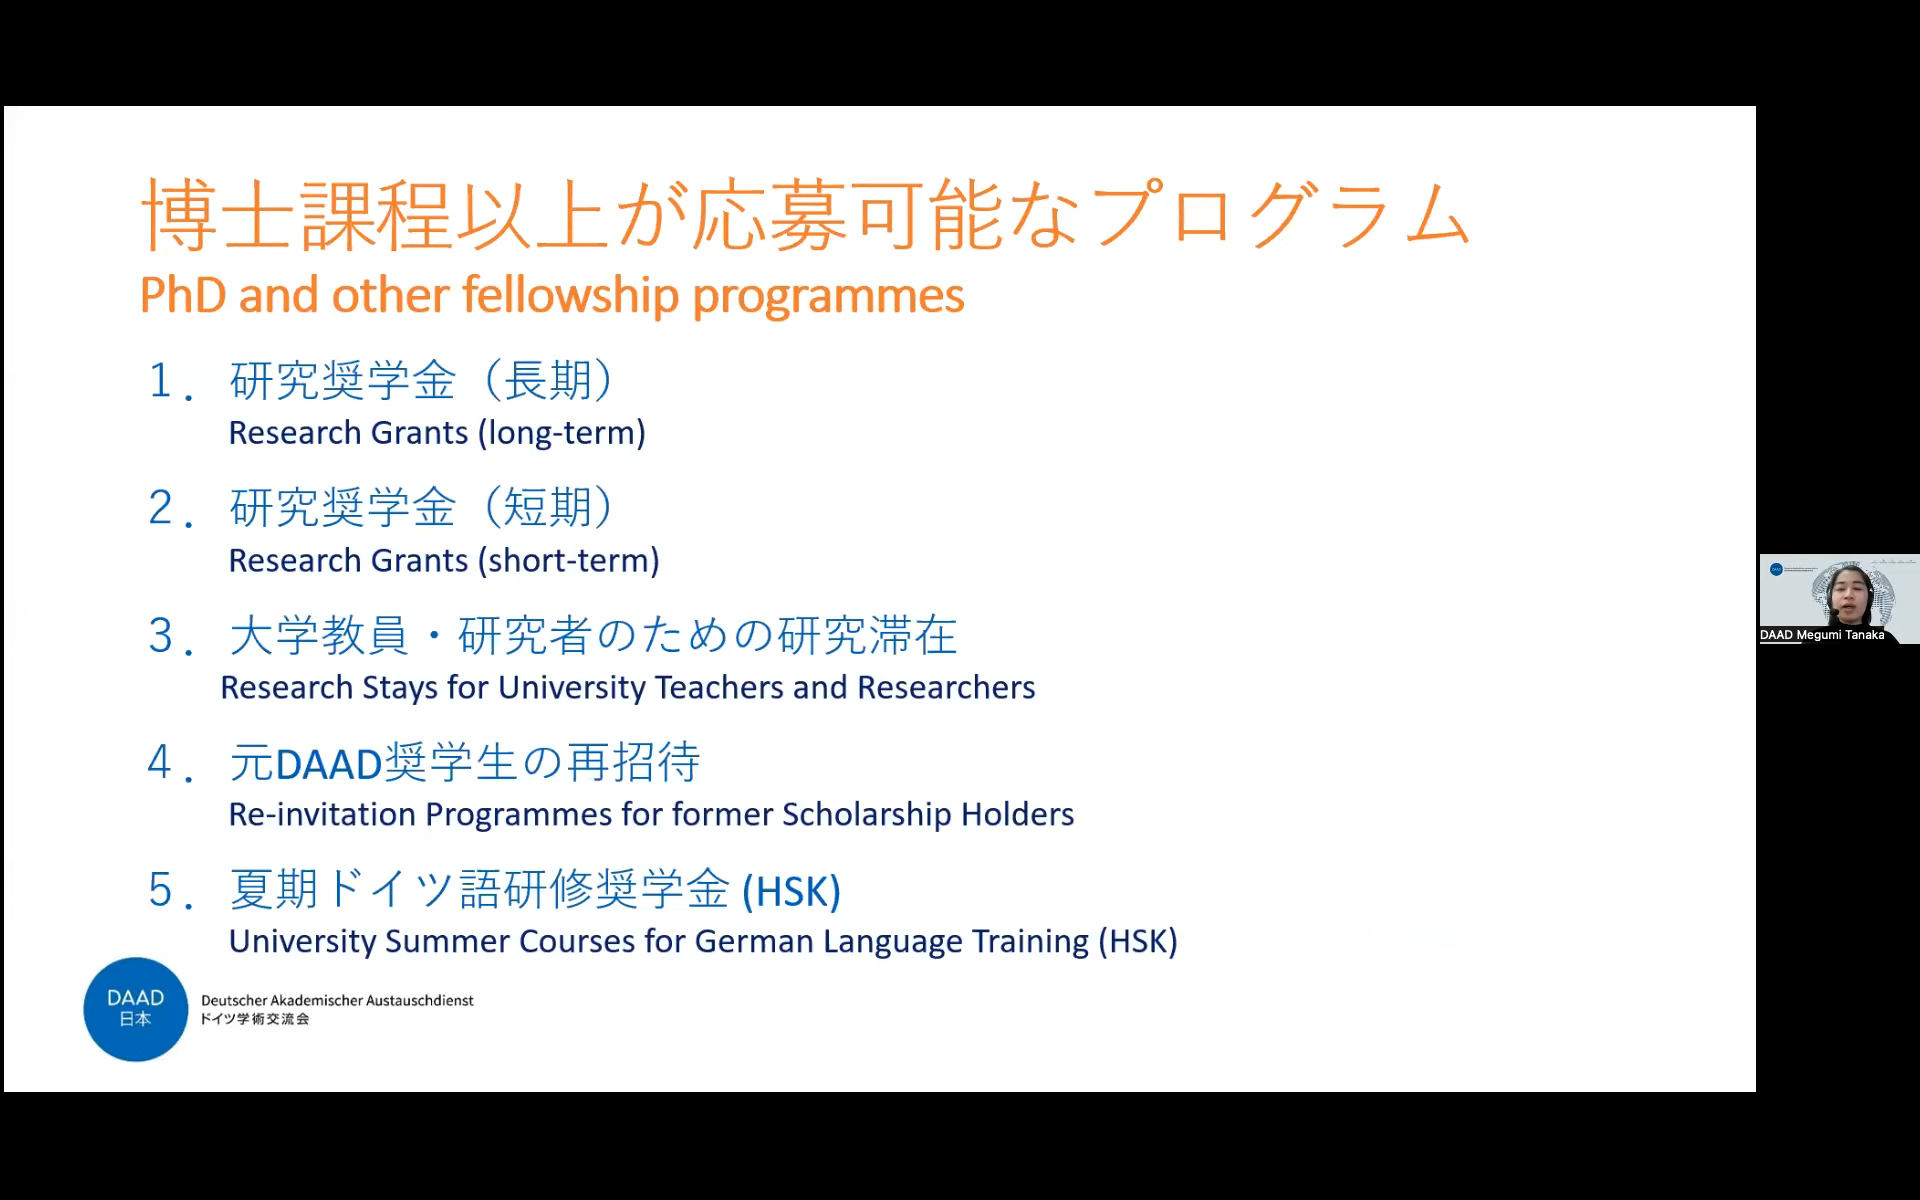 博士課程以上が応募可能なプログラム
PhD and other fellowship programmes
1. 研究奨学金（長期）
Research Grants (long-term)
2. 研究奨学金（短期）
Research Grants (short-term)
3. 大学教員・研究者のための研究滞在
Research Stays for University Teachers and Researchers
4. 元DAAD奨学生の再招待
Re-invitation Programmes for former Scholarship Holders
5. 夏期ドイツ語研修奨学金 (HSK)
University Summer Courses for German Language Training (HSK)
DAAD
日本
Deutscher Akademischer Austauschdienst
ドイツ学術交流会
DAAD Megumi Tanaka